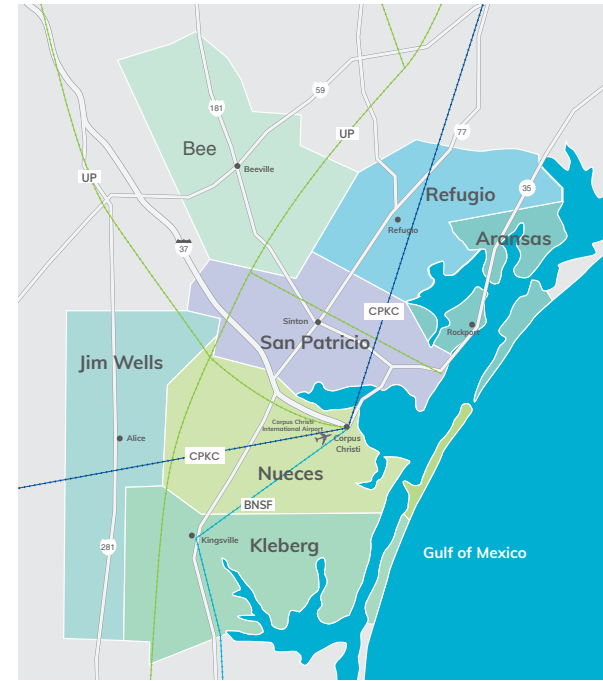 59
181
UP
77
Bee
Beeville
UP
35
Refugio
Refugio
Aransas
37
CPKC
Sinton
Rockport
San Patricio
Jim Wells
Corpus Christi
International Airport
Corpus
Christi
Alice
CPKC
Nueces
BNSF
Kingsville
Kleberg
281
Gulf of Mexico